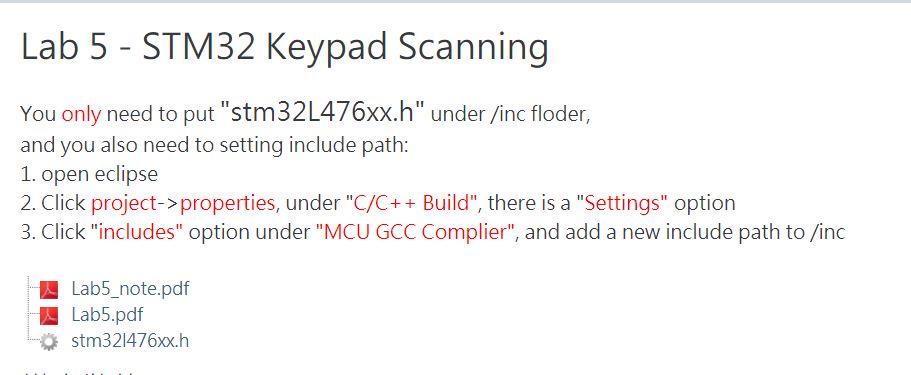 Lab 5 - STM32 Keypad Scanning
You only need to put "stm32L476xx.h" under /inc floder,
and you also need to setting include path:
1. open eclipse
2. Click project->properties, under "C/C++ Build", there is a "Settings" option
3. Click "includes" option under "MCU GCC Complier", and add a new include path to /inc
Lab5_note.pdf
Lab5.pdf
stm32l476xx.h